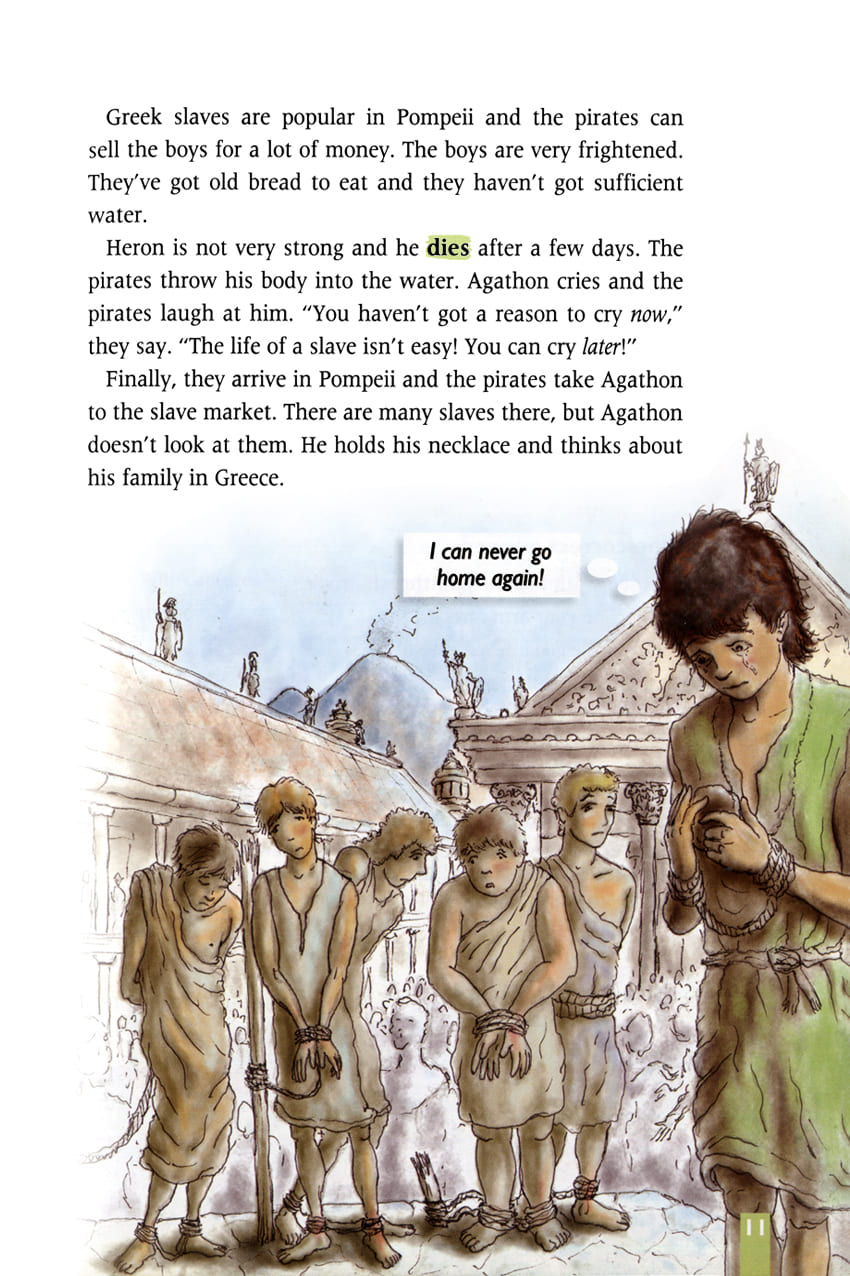 Greek slaves are popular in Pompeii and the pirates can
sell the boys for a lot of money. The boys are very frightened.
They've got old bread to eat and they haven't got sufficient
water.
Heron is not very strong and he dies after a few days. The
pirates throw his body into the water. Agathon cries and the
pirates laugh at him. “You haven't got a reason to cry now,”
they say. “The life of a slave isn't easy! You can cry later!”
Finally, they arrive in Pompeii and the pirates take Agathon
to the slave market. There are many slaves there, but Agathon
doesn't look at them. He holds his necklace and thinks about
his family in Greece.
I can never go
home again!
11